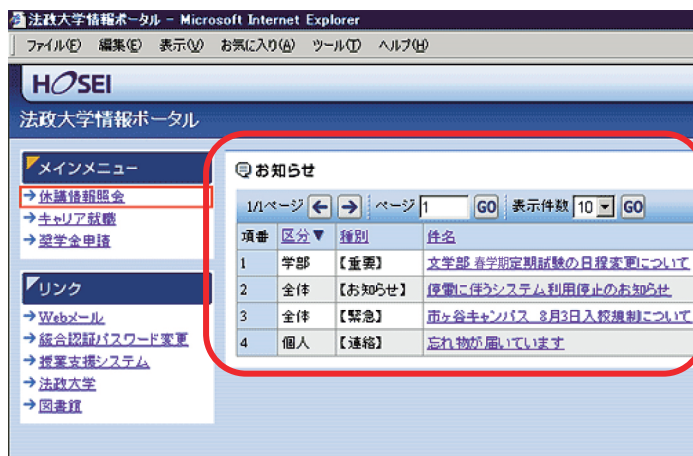 法政大学情報ポータル - Microsoft Internet Explorer
ファイル(F) 編集(E) 表示(V) お気に入り(A) ツール(T) ヘルプ(H)
HOSEI
法政大学情報ポータル
メインメニュー
休講情報照会
キャリア就職
奨学金申請
リンク
Webメール
統合認証パスワード変更
授業支援システム
法政大学
図書館
お知らせ
1/1ページ ページ 1 GO 表示件数 10 GO
項番 区分▼ 種別 件名
1 学部 【重要】 文学部 春学期定期試験の日程変更について
2 全体 【お知らせ】 停電に伴うシステム利用停止のお知らせ
3 全体 【緊急】 市ヶ谷キャンパス 8月3日入校規制について
4 個人 【連絡】 忘れ物が届いています